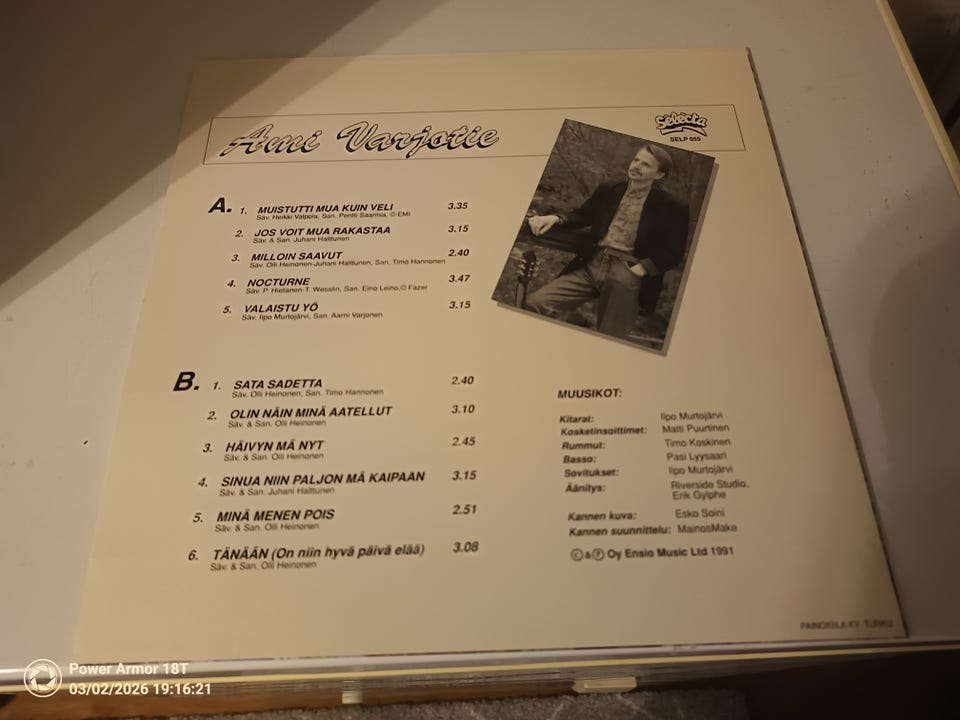 Ami Varjotie
Selecta
SELP 055
A. 1. MUISTUTTI MUA KUIN VELI 3.35
Säv. Heikki Valpola, San. Pentti Saaritsa, © EMI
2. JOS VOIT MUA RAKASTAA 3.15
Säv. & San. Juhani Halttunen
3. MILLOIN SAAVUT 2.40
Säv. Olli Heinonen-Juhani Halttunen, San. Timo Hannonen
4. NOCTURNE 3.47
Säv. P. Hietanen-T. Wesslin, San. Eino Leino,© Fazer
5. VALAISTU YÖ 3.15
Säv. Ilpo Murtojärvi, San. Aarni Varjonen
B. 1. SATA SADETTA 2.40
Säv. Olli Heinonen, San. Timo Hannonen
2. OLIN NÄIN MINÄ AATELLUT 3.10
Säv. & San. Olli Heinonen
3. HÄIVYN MÄ NYT 2.45
Säv. & San. Olli Heinonen
4. SINUA NIIN PALJON MÄ KAIPAAN 3.15
Säv. & San. Juhani Halttunen
5. MINÄ MENEN POIS 2.51
Säv. & San. Olli Heinonen
6. TÄNÄÄN (On niin hyvä päivä elää) 3.08
Säv. & San. Olli Heinonen
MUUSIKOT:
Kitarat: Ilpo Murtojärvi
Kosketinsoittimet: Matti Puurtinen
Rummut: Timo Koskinen
Basso: Pasi Lyysaari
Sovitukset: Ilpo Murtojärvi
Äänitys: Riverside Studio,
Erik Gylphe
Kannen kuva: Esko Soini
Kannen suunnittelu: MainosMake
© & ℗ Oy Ensio Music Ltd 1991
PAINOKIILA KY TURKU
Power Armor 18T
03/02/2026 19:16:21